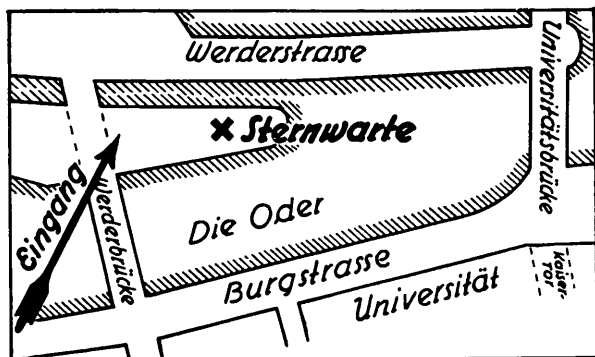 Werderstrasse
Universitätsbrücke
Sternwarte
Eingang
Werderbrücke
Die Oder
Burgstrasse
Universität
Kaiser-
Tor